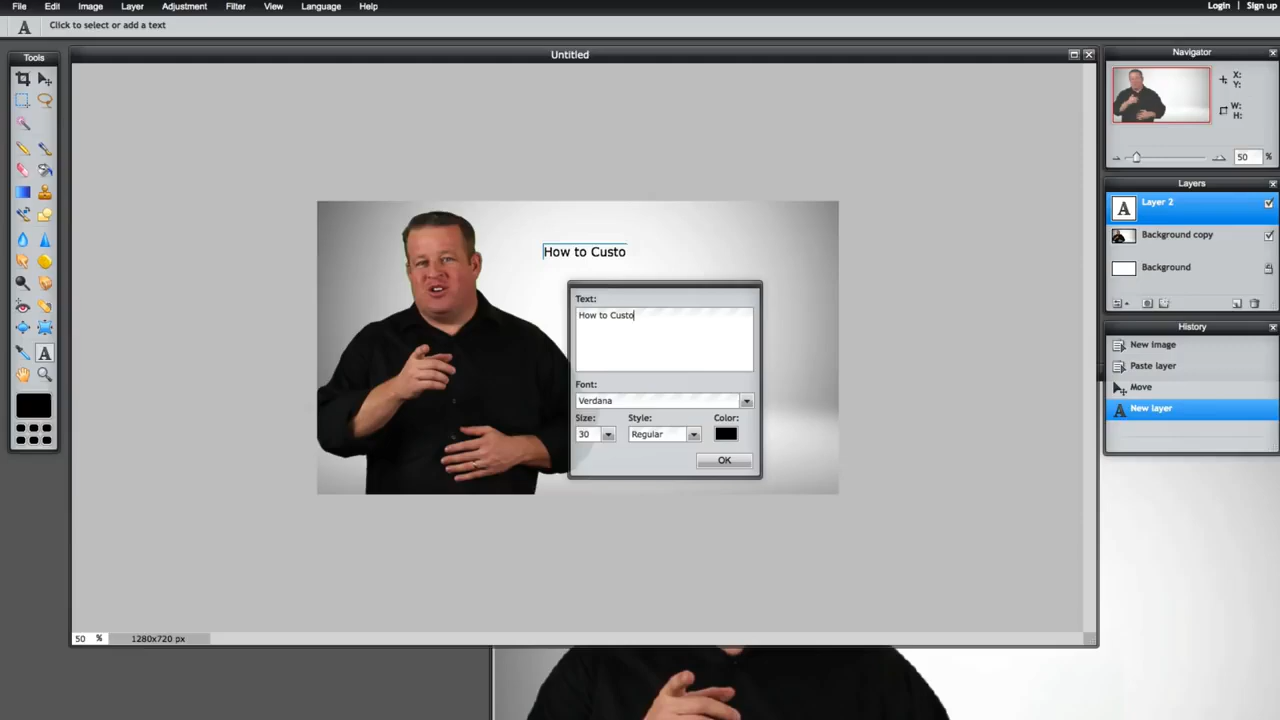 File Edit Image Layer Adjustment Filter View Language Help Login Sign up
A Click to select or add a text
Tools
Untitled
Navigator
X:
Y:
W:
H:
50 %
Layers
A Layer 2
Background copy
Background
History
New image
Paste layer
Move
A New layer
How to Custo
Text:
How to Custo
Font:
Verdana
Size: Style: Color:
30 Regular
OK
A
50 % 1280x720 px